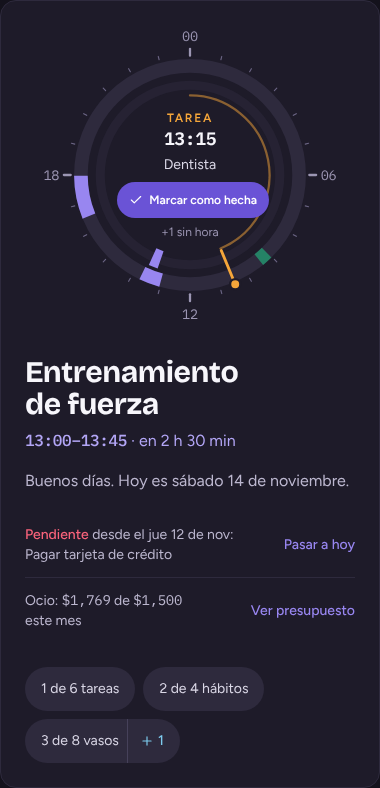 00
TAREA
13:15
Dentista
18
06
Marcar como hecha
+1 sin hora
12
Entrenamiento
de fuerza
13:00–13:45 · en 2 h 30 min
Buenos días. Hoy es sábado 14 de noviembre.
Pendiente desde el jue 12 de nov:
Pagar tarjeta de crédito
Pasar a hoy
Ocio: $1,769 de $1,500
este mes
Ver presupuesto
1 de 6 tareas
2 de 4 hábitos
3 de 8 vasos
+ 1